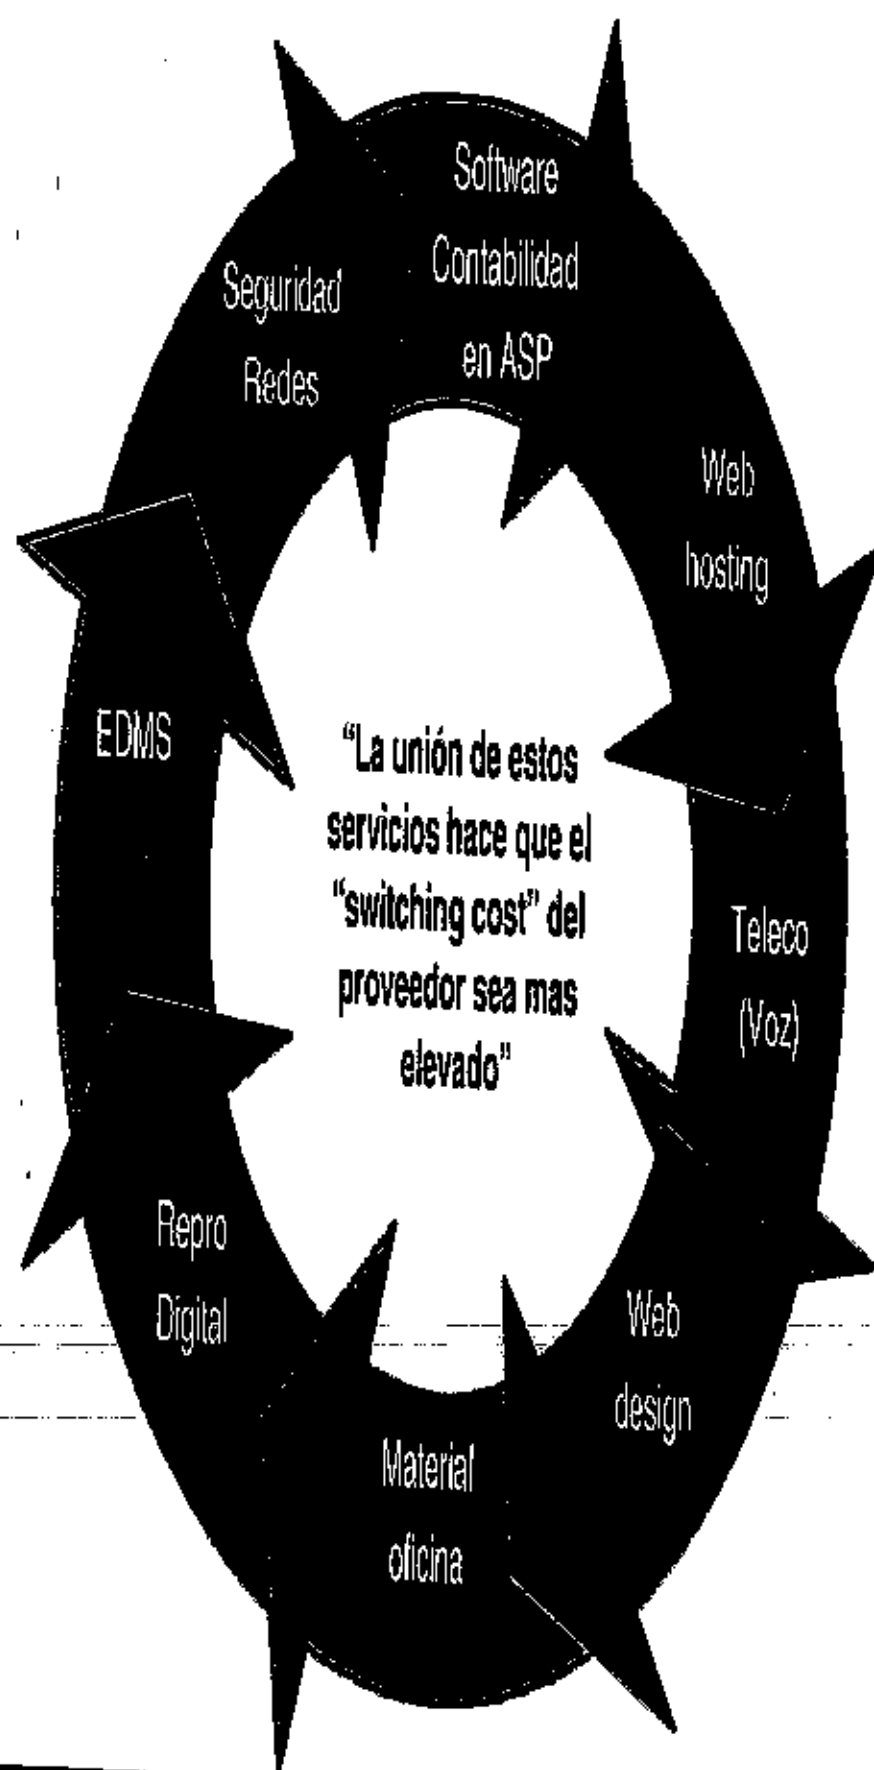 Software
Contabilidad
en ASP
Seguridad
Redes
Web
hosting
EDMS
“La unión de estos
servicios hace que el
“switching cost” del
proveedor sea mas
elevado”
Teleco
(Voz)
Repro
Digital
Web
design
Material
oficina